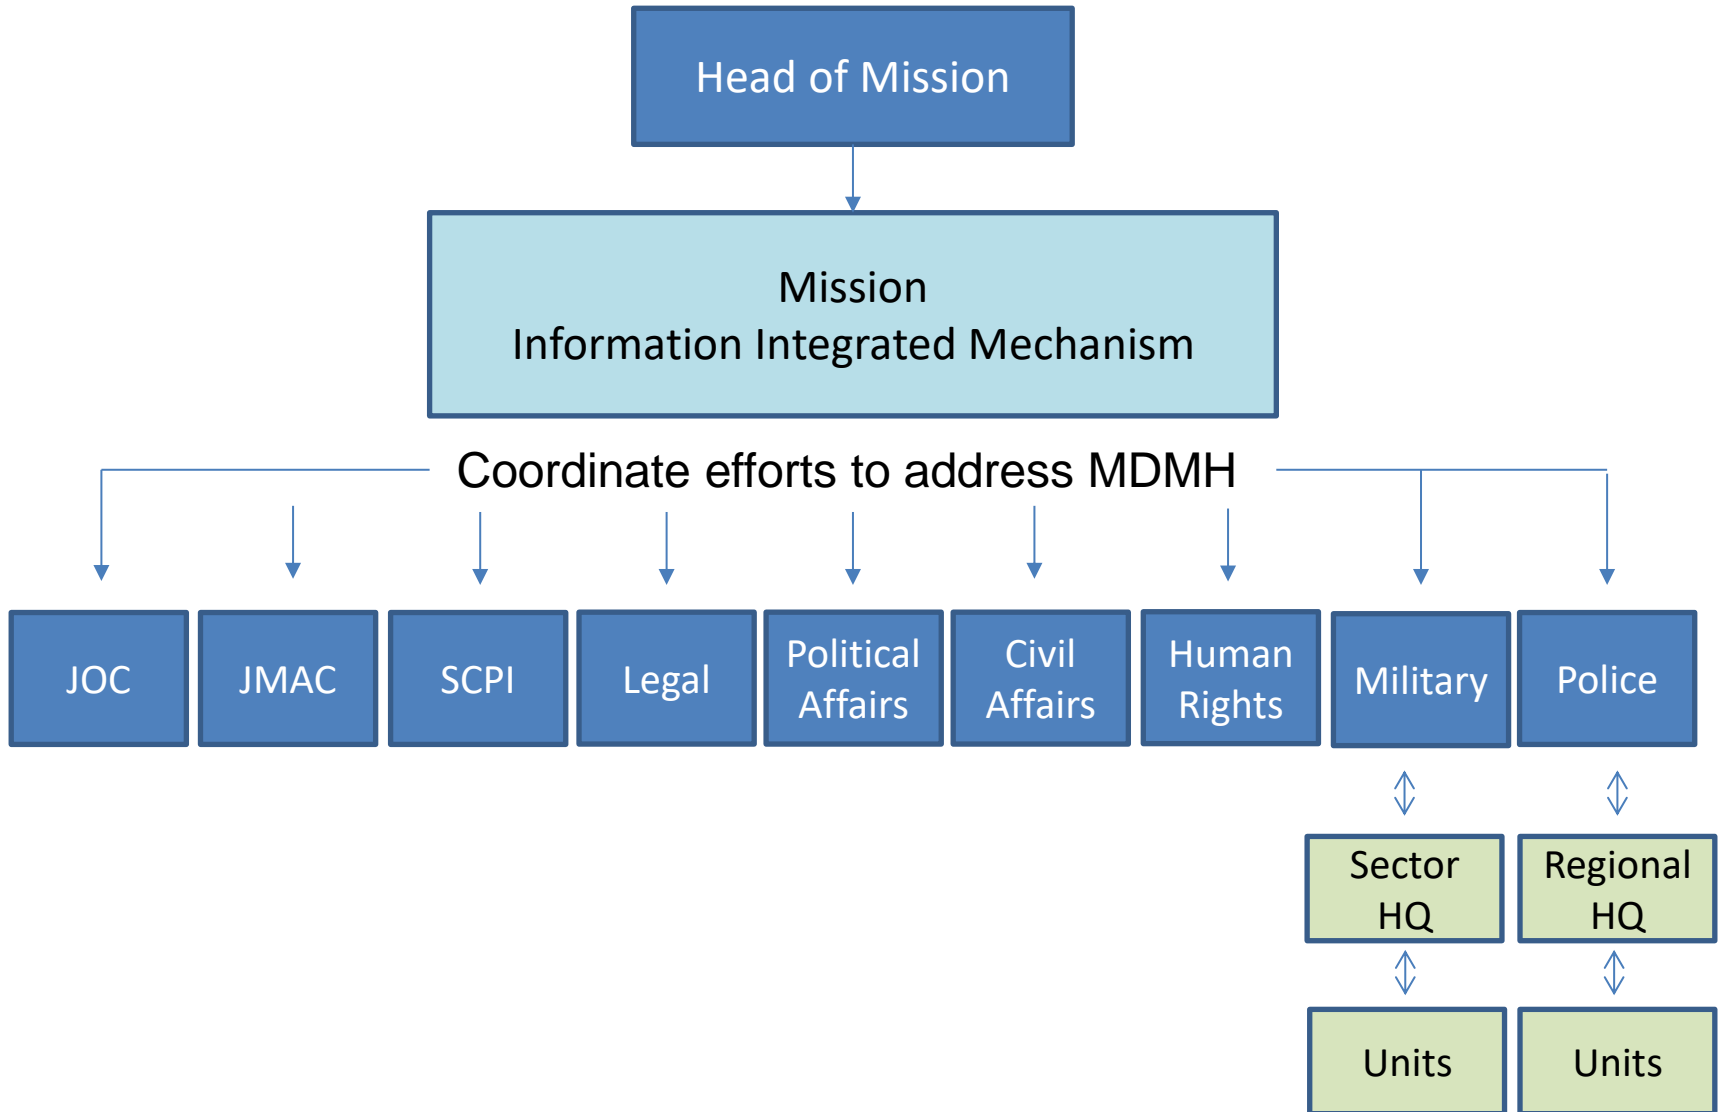 Head of Mission
Mission
Information Integrated Mechanism
Coordinate efforts to address MDMH
JOC
JMAC
SCPI
Legal
Political
Affairs
Civil
Affairs
Human
Rights
Military
Police
Sector
HQ
Regional
HQ
Units
Units